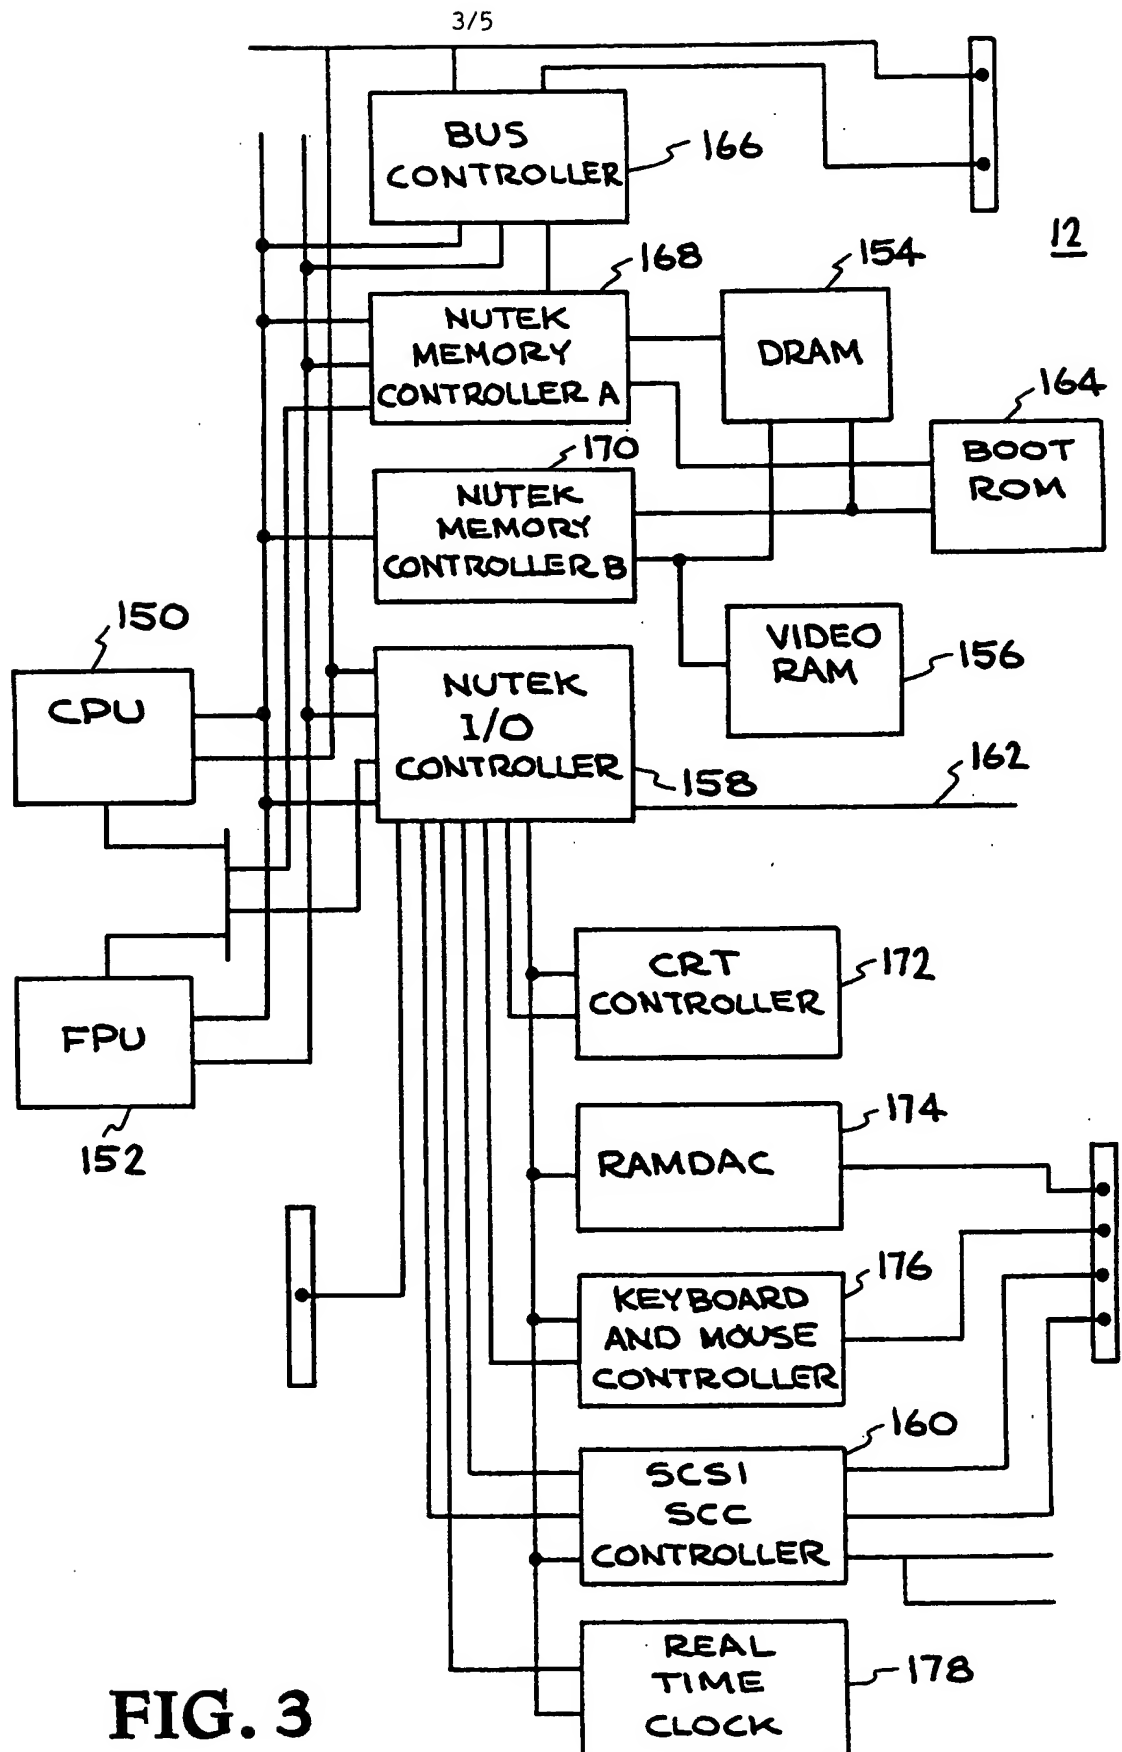 3/5
BUS
CONTROLLER
166
12
168
NUTEK
MEMORY
CONTROLLER A
154
DRAM
164
BOOT
ROM
170
NUTEK
MEMORY
CONTROLLER B
150
CPU
VIDEO
RAM
156
NUTEK
I/O
CONTROLLER
158
162
FPU
152
CRT
CONTROLLER
172
174
RAMDAC
176
KEYBOARD
AND MOUSE
CONTROLLER
160
SCSI
SCC
CONTROLLER
REAL
TIME
CLOCK
178
FIG. 3